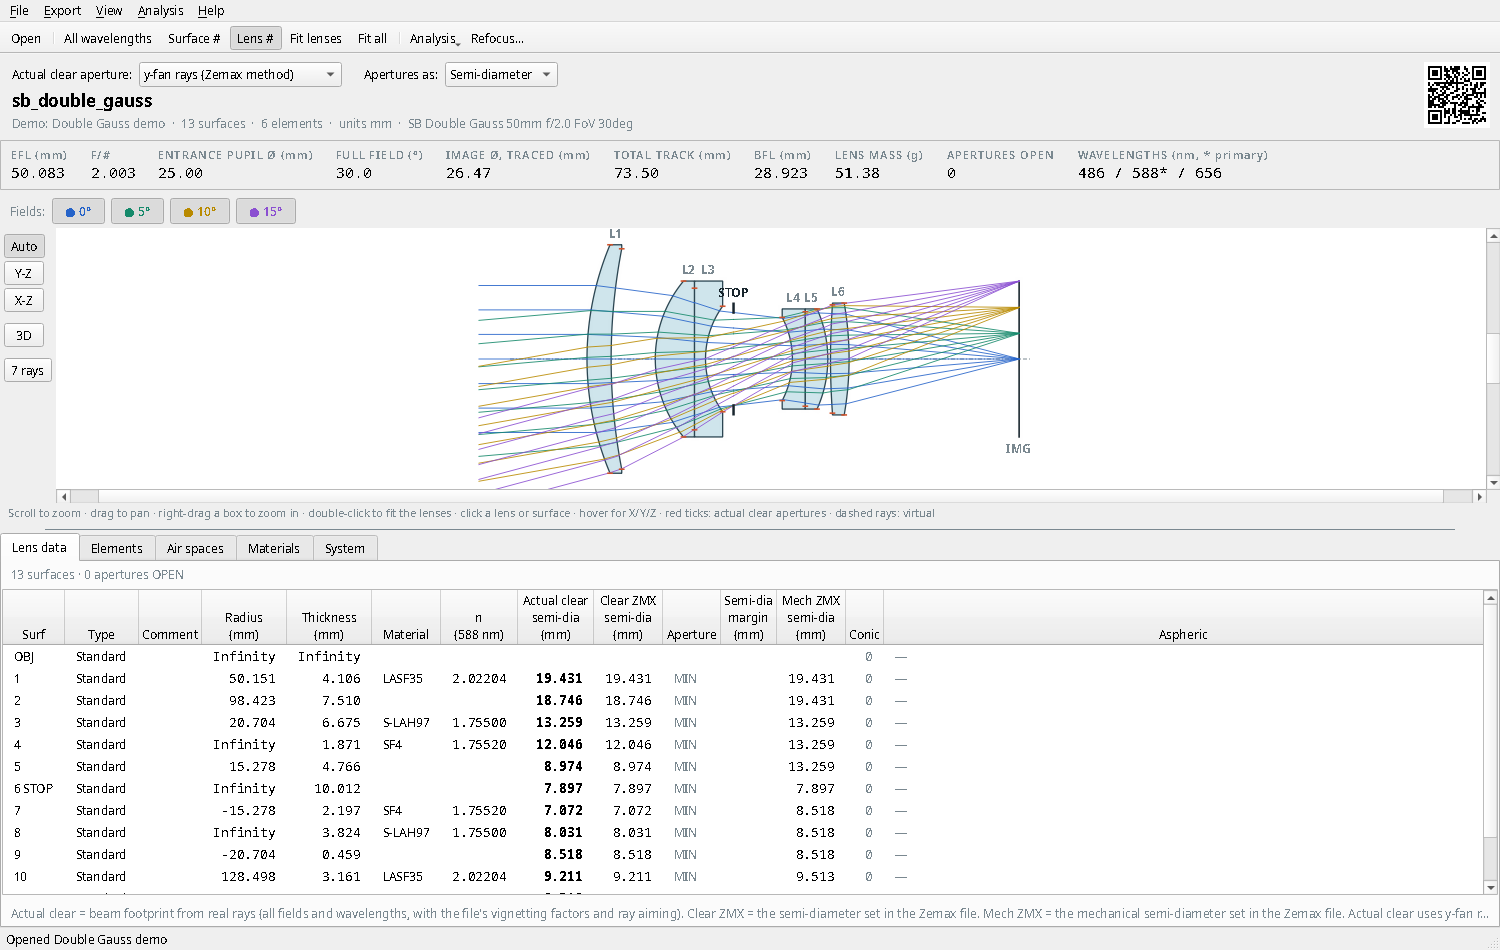 File Export View Analysis Help
Open All wavelengths Surface # Lens # Fit lenses Fit all Analysis Refocus...
Actual clear aperture: y-fan rays (Zemax method) Apertures as: Semi-diameter
sb_double_gauss
Demo: Double Gauss demo · 13 surfaces · 6 elements · units mm · SB Double Gauss 50mm f/2.0 FoV 30deg
EFL (mm) F/# ENTRANCE PUPIL Ø (mm) FULL FIELD (°) IMAGE Ø, TRACED (mm) TOTAL TRACK (mm) BFL (mm) LENS MASS (g) APERTURES OPEN WAVELENGTHS (nm, * primary)
50.083 2.003 25.00 30.0 26.47 73.50 28.923 51.38 0 486 / 588* / 656
Fields: 0° 5° 10° 15°
Auto
Y-Z
X-Z
3D
7 rays
L1
L2 L3
STOP
L4 L5
L6
IMG
Scroll to zoom · drag to pan · right-drag a box to zoom in · double-click to fit the lenses · click a lens or surface · hover for X/Y/Z · red ticks: actual clear apertures · dashed rays: virtual
Lens data Elements Air spaces Materials System
13 surfaces · 0 apertures OPEN
Surf Type Comment Radius (mm) Thickness (mm) Material n (588 nm) Actual clear semi-dia (mm) Clear ZMX semi-dia (mm) Aperture Semi-dia margin (mm) Mech ZMX semi-dia (mm) Conic Aspheric
OBJ Standard Infinity Infinity 0 —
1 Standard 50.151 4.106 LASF35 2.02204 19.431 19.431 MIN 19.431 0 —
2 Standard 98.423 7.510 18.746 18.746 MIN 19.431 0 —
3 Standard 20.704 6.675 S-LAH97 1.75500 13.259 13.259 MIN 13.259 0 —
4 Standard Infinity 1.871 SF4 1.75520 12.046 12.046 MIN 13.259 0 —
5 Standard 15.278 4.766 8.974 8.974 MIN 13.259 0 —
6 STOP Standard Infinity 10.012 7.897 7.897 MIN 7.897 0 —
7 Standard -15.278 2.197 SF4 1.75520 7.072 7.072 MIN 8.518 0 —
8 Standard Infinity 3.824 S-LAH97 1.75500 8.031 8.031 MIN 8.518 0 —
9 Standard -20.704 0.459 8.518 8.518 MIN 8.518 0 —
10 Standard 128.498 3.161 LASF35 2.02204 9.211 9.211 MIN 9.513 0 —
Actual clear = beam footprint from real rays (all fields and wavelengths, with the file's vignetting factors and ray aiming). Clear ZMX = the semi-diameter set in the Zemax file. Mech ZMX = the mechanical semi-diameter set in the Zemax file. Actual clear uses y-fan r...
Opened Double Gauss demo